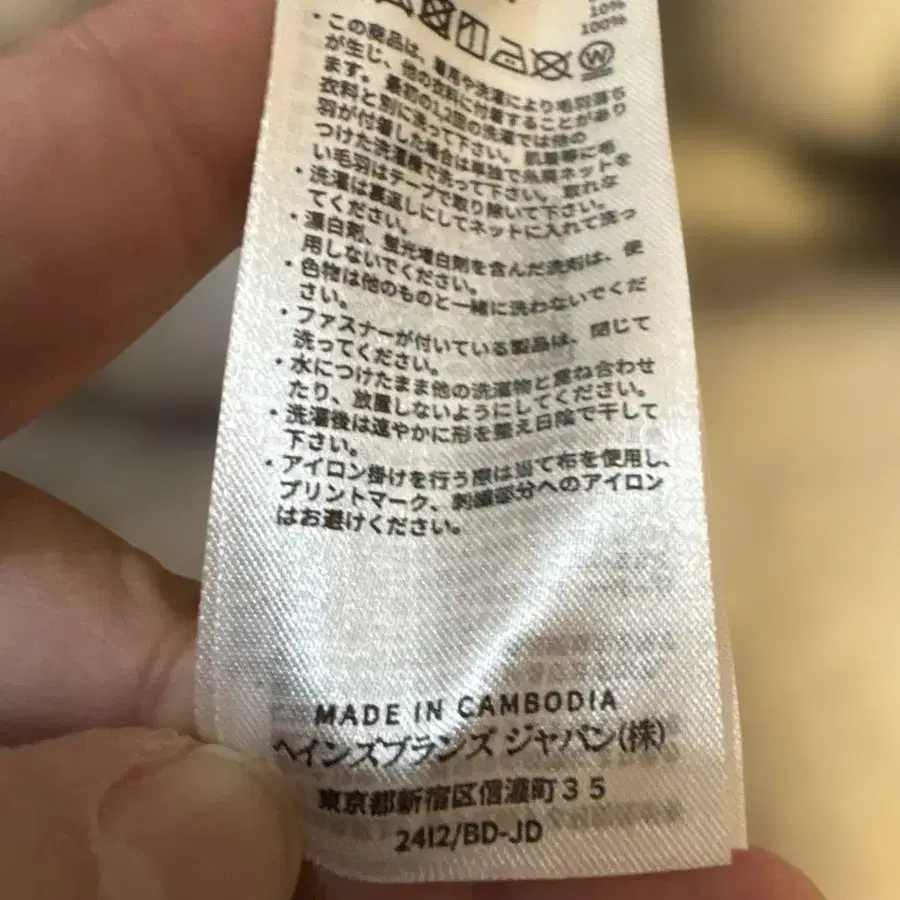 10%
100%
・この商品は、着用や洗濯により毛羽落ち
が生じ、他の衣料に付着することがあり
ます。最初の1,2回の洗濯では他の
衣料と別に洗って下さい。肌着等に毛
羽が付着した場合は単独で糸屑ネットを
つけた洗濯機で洗って下さい。取れな
い毛羽はテープで取り除いて下さい。
・洗濯は裏返しにしてネットに入れて洗っ
てください。
・漂白剤、蛍光増白剤を含んだ洗剤は、使
用しないでください。
・色物は他のものと一緒に洗わないでくだ
さい。
・ファスナーが付いている製品は、閉じて
洗ってください。
・水につけたまま他の洗濯物と重ね合わせ
たり、放置しないようにしてください。
・洗濯後は速やかに形を整え日陰で干して
下さい。
・アイロン掛けを行う際は当て布を使用し、
プリントマーク、刺繍部分へのアイロン
はお避けください。
MADE IN CAMBODIA
ヘインズブランズ ジャパン(株)
東京都新宿区信濃町35
2412/BD-JD